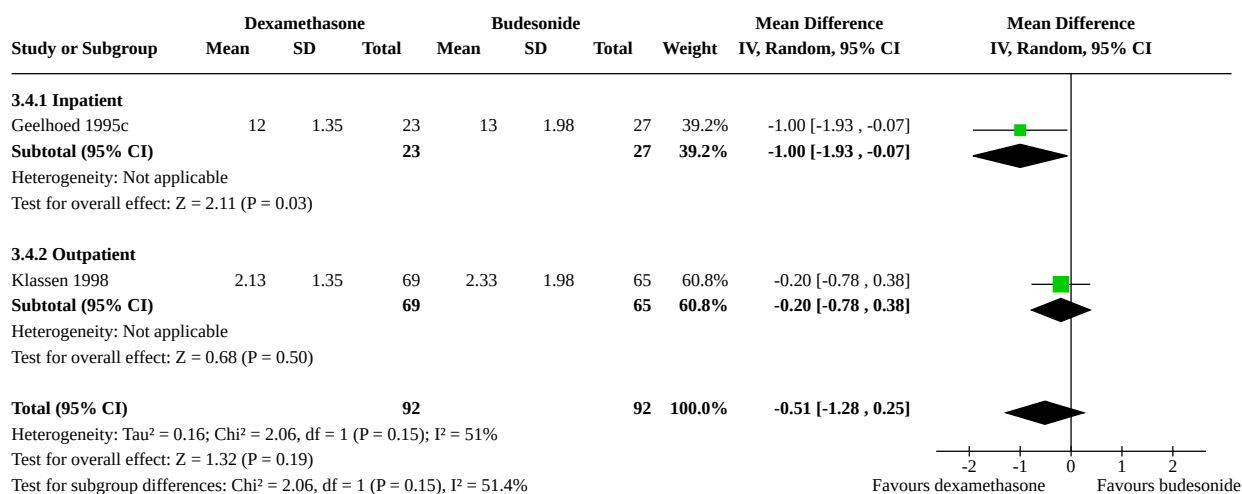 Dexamethasone Budesonide Mean Difference Mean Difference
Study or Subgroup Mean SD Total Mean SD Total Weight IV, Random, 95% CI IV, Random, 95% CI
3.4.1 Inpatient
Geelhoed 1995c 12 1.35 23 13 1.98 27 39.2% -1.00 [-1.93 , -0.07]
Subtotal (95% CI) 23 27 39.2% -1.00 [-1.93 , -0.07]
Heterogeneity: Not applicable
Test for overall effect: Z = 2.11 (P = 0.03)
3.4.2 Outpatient
Klassen 1998 2.13 1.35 69 2.33 1.98 65 60.8% -0.20 [-0.78 , 0.38]
Subtotal (95% CI) 69 65 60.8% -0.20 [-0.78 , 0.38]
Heterogeneity: Not applicable
Test for overall effect: Z = 0.68 (P = 0.50)
Total (95% CI) 92 92 100.0% -0.51 [-1.28 , 0.25]
Heterogeneity: Tau² = 0.16; Chi² = 2.06, df = 1 (P = 0.15); I² = 51%
Test for overall effect: Z = 1.32 (P = 0.19) -2 -1 0 1 2
Test for subgroup differences: Chi² = 2.06, df = 1 (P = 0.15), I² = 51.4% Favours dexamethasone Favours budesonide